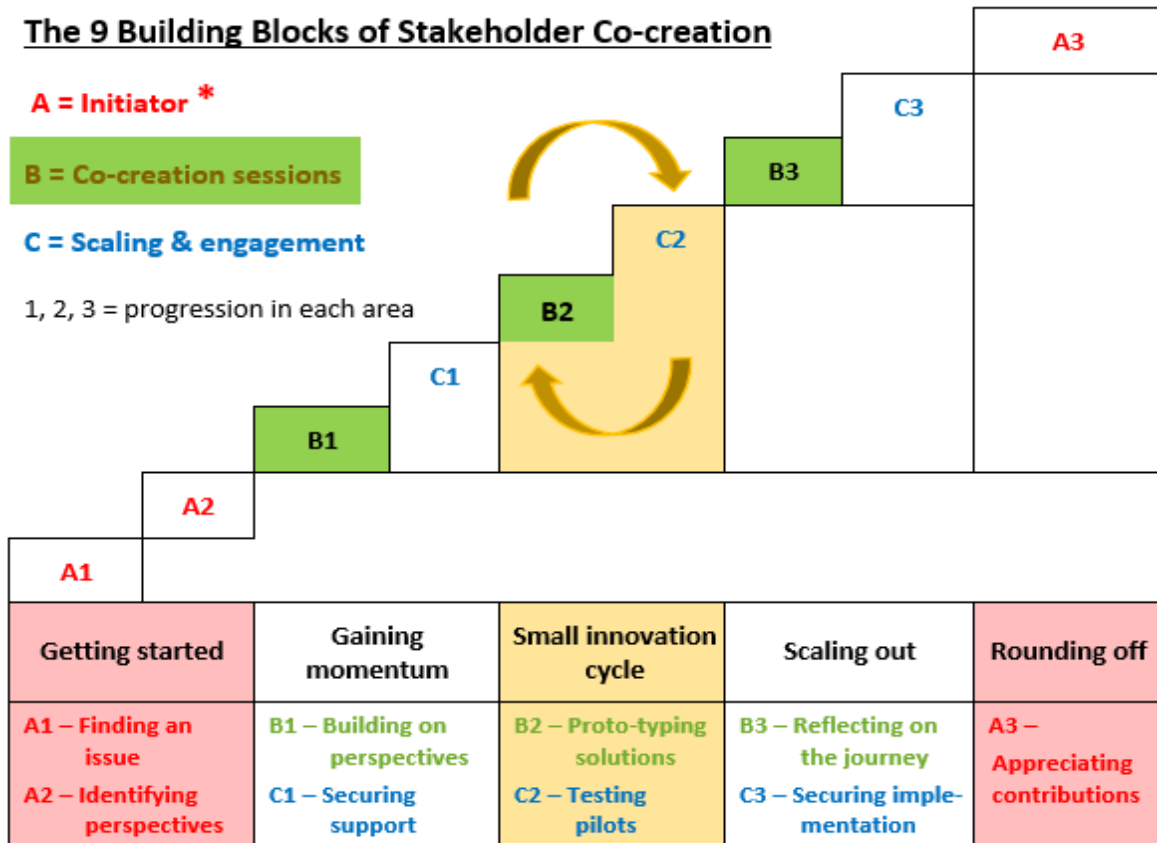 The 9 Building Blocks of Stakeholder Co-creation
A = Initiator *
B = Co-creation sessions
C = Scaling & engagement
1, 2, 3 = progression in each area
A3
C3
B3
C2
B2
C1
B1
A2
A1
Getting started
Gaining
momentum
Small innovation
cycle
Scaling out
Rounding off
A1 – Finding an
issue
A2 – Identifying
perspectives
B1 – Building on
perspectives
C1 – Securing
support
B2 – Proto-typing
solutions
C2 – Testing
pilots
B3 – Reflecting on
the journey
C3 – Securing imple-
mentation
A3 –
Appreciating
contributions